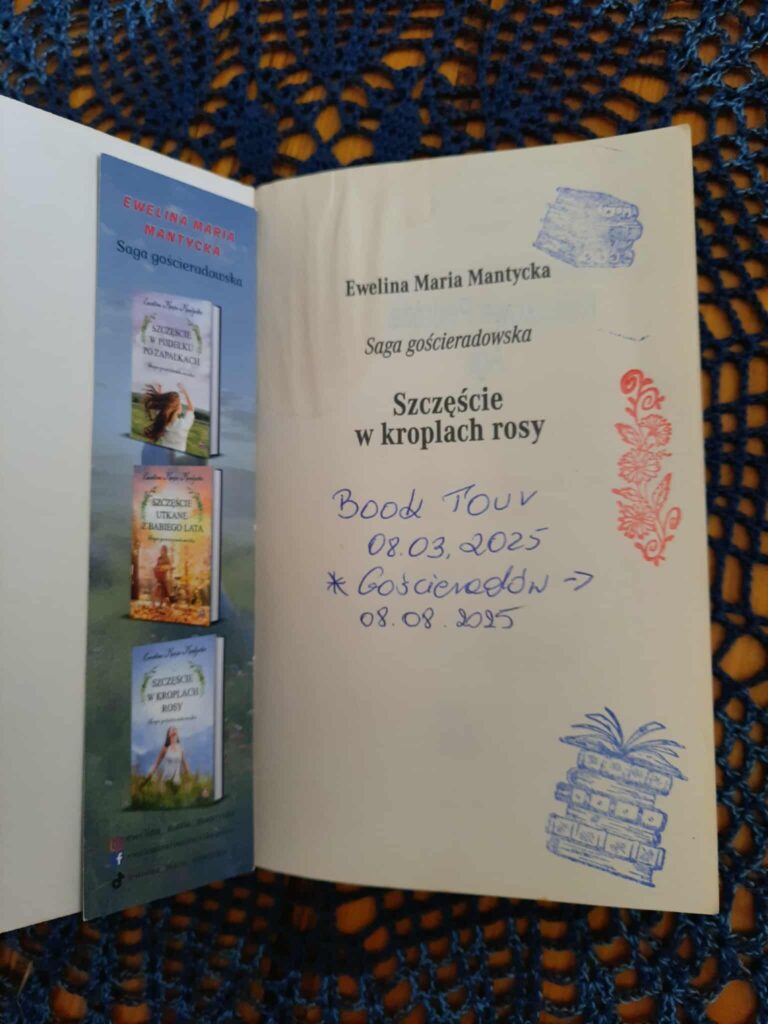 EWELINA MARIA
MANTYCKA
Saga gościeradowska
SZCZĘŚCIE
W PUDEŁKU
PO ZAPAŁKACH
SZCZĘŚCIE
UTKANE
Z BABIEGO LATA
SZCZĘŚCIE
W KROPLACH
ROSY
Ewelina Maria Mantycka
Saga gościeradowska
Szczęście
w kroplach rosy
Book Tour
08.03.2025
* Gościeradów →
08.08.2025